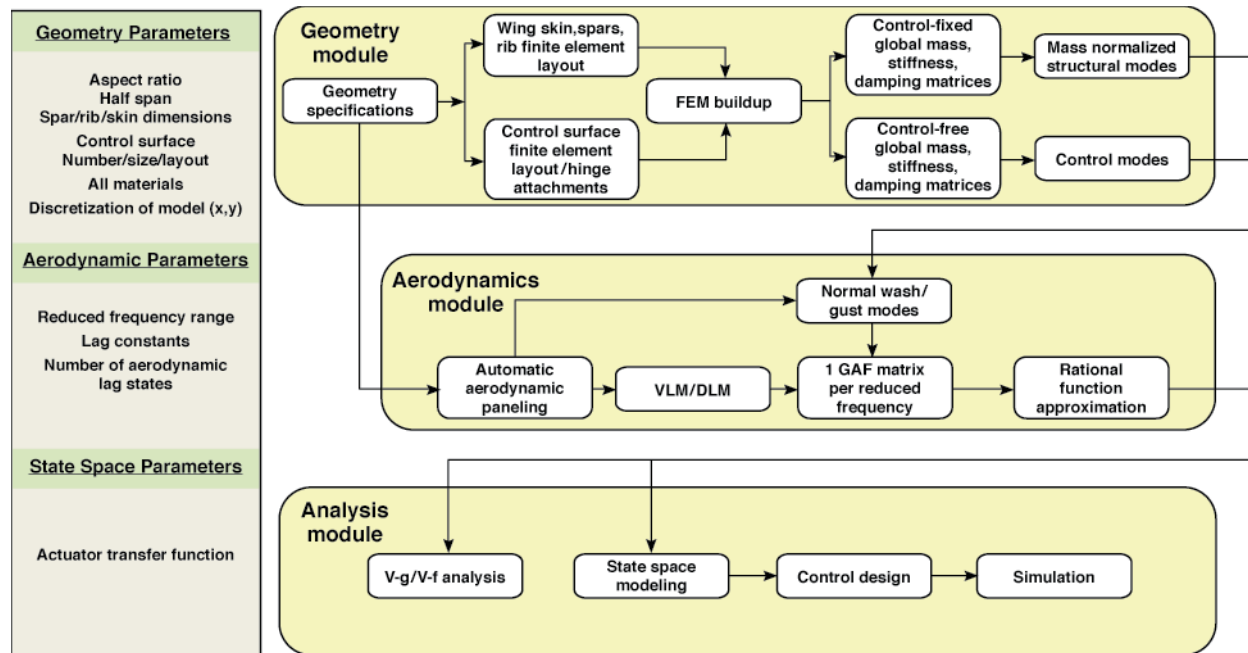 Geometry Parameters
Aspect ratio
Half span
Spar/rib/skin dimensions
Control surface
Number/size/layout
All materials
Discretization of model (x,y)
Aerodynamic Parameters
Reduced frequency range
Lag constants
Number of aerodynamic
lag states
State Space Parameters
Actuator transfer function
Geometry
module
Geometry
specifications
Wing skin,spars,
rib finite element
layout
Control surface
finite element
layout/hinge
attachments
FEM buildup
Control-fixed
global mass,
stiffness,
damping matrices
Mass normalized
structural modes
Control-free
global mass,
stiffness,
damping matrices
Control modes
Aerodynamics
module
Normal wash/
gust modes
Automatic
aerodynamic
paneling
VLM/DLM
1 GAF matrix
per reduced
frequency
Rational
function
approximation
Analysis
module
V-g/V-f analysis
State space
modeling
Control design
Simulation